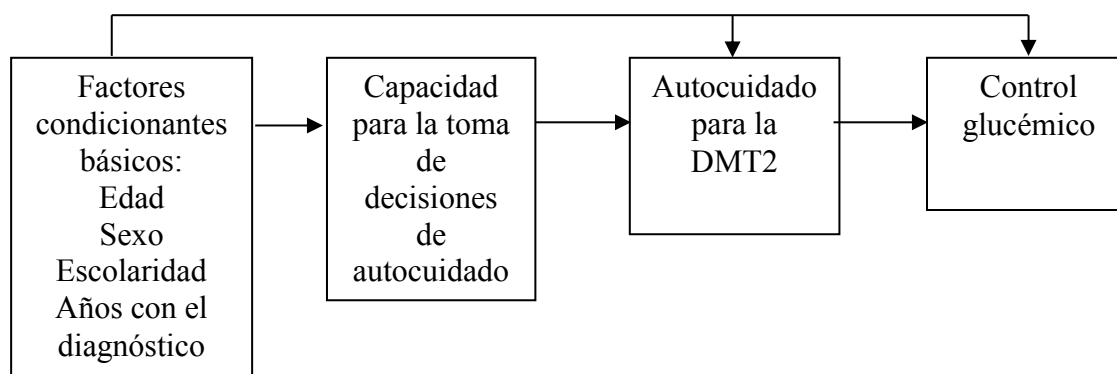 Factores
condicionantes
básicos:
Edad
Sexo
Escolaridad
Años con el
diagnóstico
Capacidad
para la toma
de
decisiones
de
autocuidado
Autocuidado
para la
DMT2
Control
glucémico